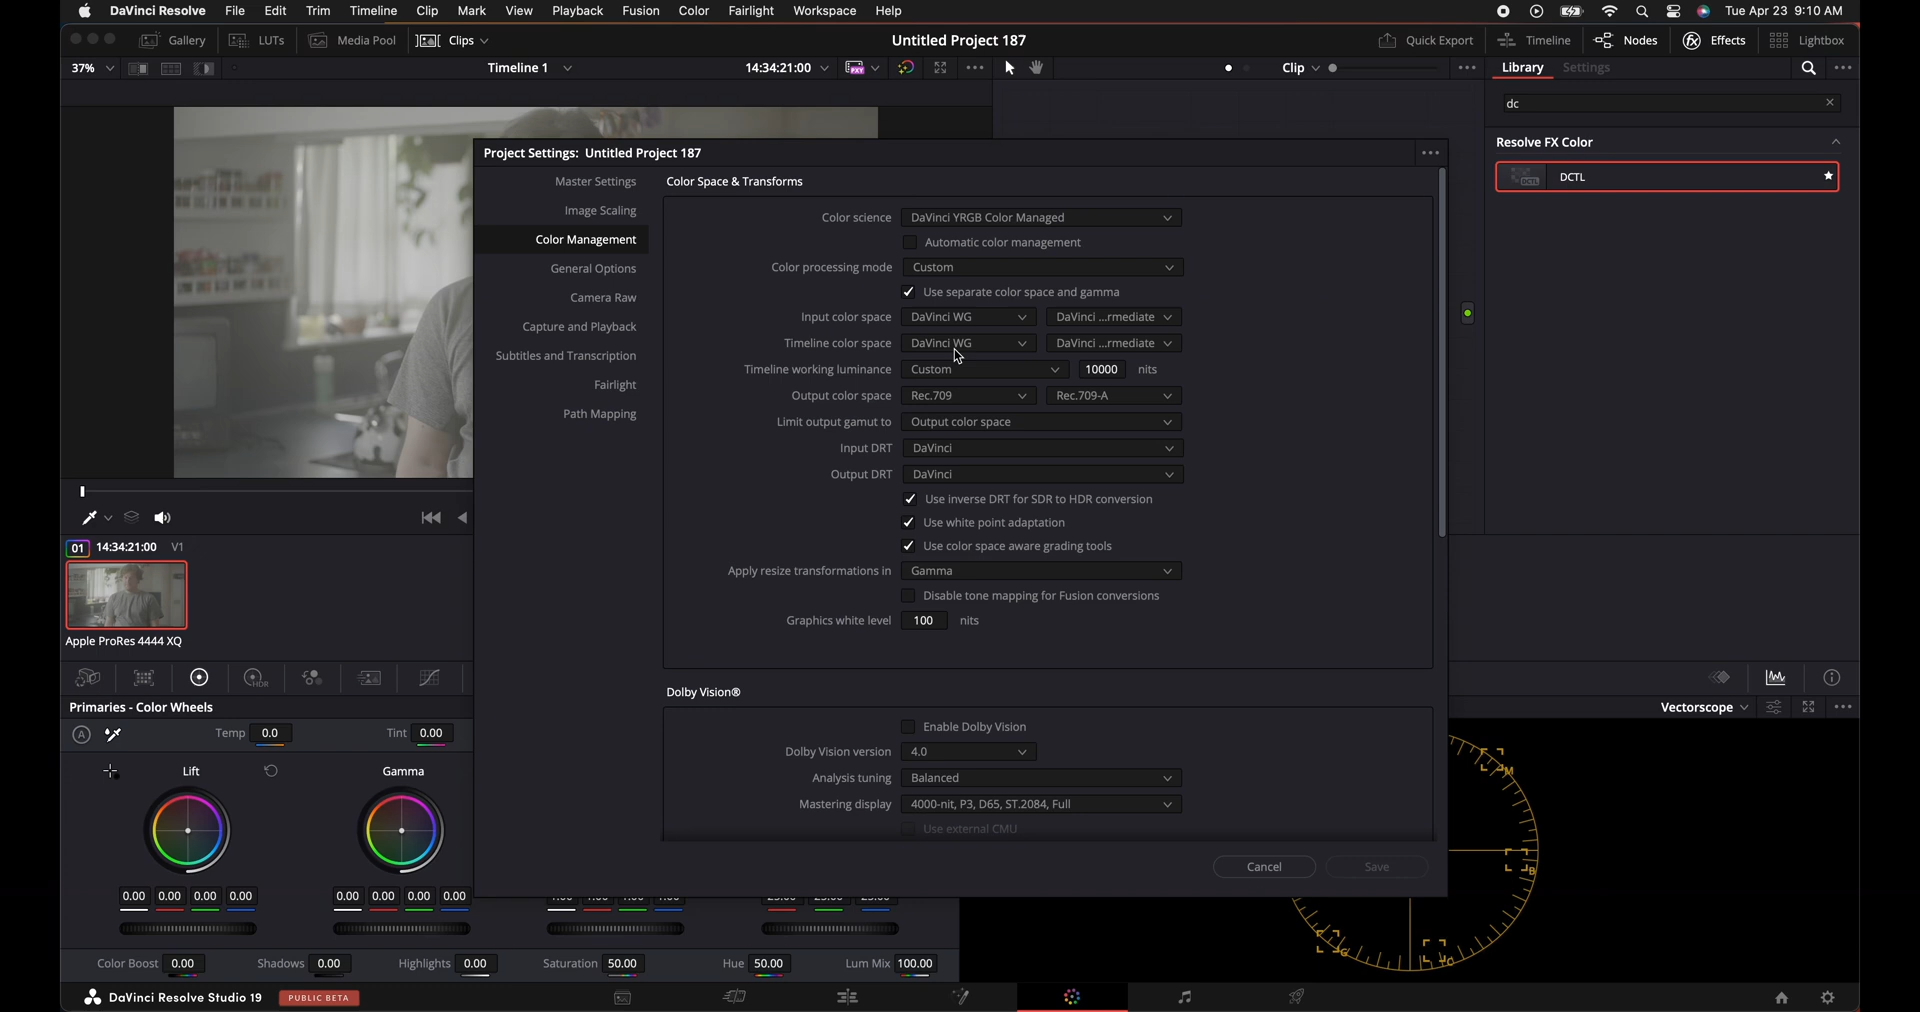 DaVinci Resolve File Edit Trim Timeline Clip Mark View Playback Fusion Color Fairlight Workspace Help Tue Apr 23 9:10 AM
Gallery LUTs Media Pool Clips Untitled Project 187 Quick Export Timeline Nodes Effects Lightbox
37% Timeline 1 14:34:21:00 PXY Clip Library Settings
dc
Resolve FX Color
DCTL DCTL
Project Settings: Untitled Project 187
Master Settings
Image Scaling
Color Management
General Options
Camera Raw
Capture and Playback
Subtitles and Transcription
Fairlight
Path Mapping
Color Space & Transforms
Color science DaVinci YRGB Color Managed
Automatic color management
Color processing mode Custom
Use separate color space and gamma
Input color space DaVinci WG DaVinci ...rmediate
Timeline color space DaVinci WG DaVinci ...rmediate
Timeline working luminance Custom 10000 nits
Output color space Rec.709 Rec.709-A
Limit output gamut to Output color space
Input DRT DaVinci
Output DRT DaVinci
Use inverse DRT for SDR to HDR conversion
Use white point adaptation
Use color space aware grading tools
Apply resize transformations in Gamma
Disable tone mapping for Fusion conversions
Graphics white level 100 nits
Dolby Vision®
Enable Dolby Vision
Dolby Vision version 4.0
Analysis tuning Balanced
Mastering display 4000-nit, P3, D65, ST.2084, Full
Use external CMU
Cancel Save
01 14:34:21:00 V1
Apple ProRes 4444 XQ
HDR
Primaries - Color Wheels
Temp 0.0 Tint 0.00
A
Lift Gamma
0.00 0.00 0.00 0.00 0.00 0.00 0.00 0.00
Color Boost 0.00 Shadows 0.00 Highlights 0.00 Saturation 50.00 Hue 50.00 Lum Mix 100.00
Vectorscope
M
B
C
G
DaVinci Resolve Studio 19 PUBLIC BETA